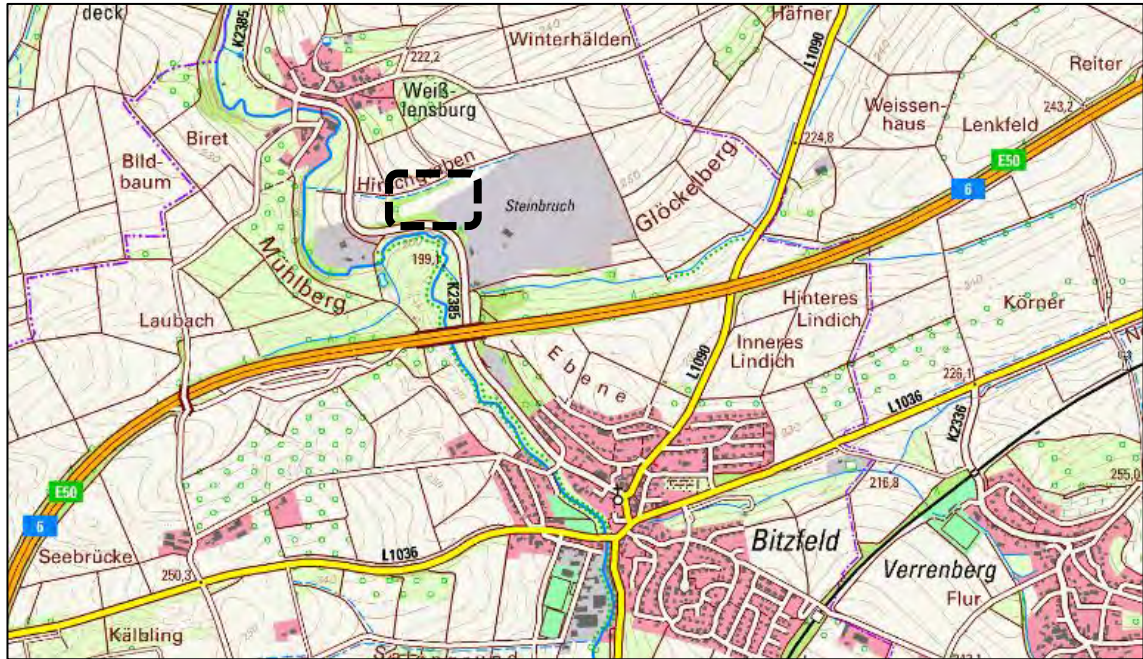 deck
K2385
Häfner
Winterhälden
L1090
222,2
Reiter
Weiß-
lensburg
Weissen-
haus
243,2
Lenkfeld
Biret
224,8
E50
Bild-
baum
Hirschgraben
6
Steinbruch
Glöckelberg
Mühlberg
199,1
K2385
Hinteres
Lindich
Körner
Laubach
Inneres
Lindich
Ebene
L1090
226,1
L1036
K2336
E50
216,8
255,0
6
Bitzfeld
Seebrücke
L1036
Verrenberg
250,3
Flur
Kälbling